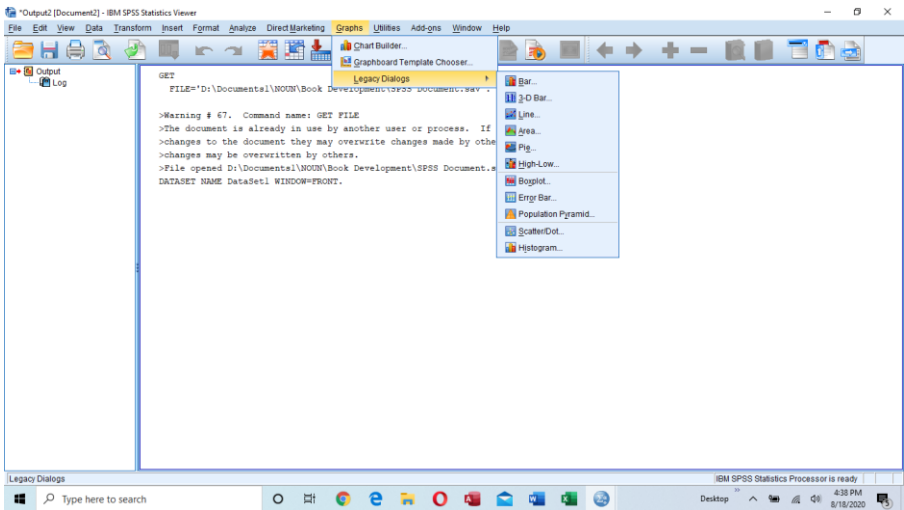 *Output2 [Document2] - IBM SPSS Statistics Viewer
File Edit View Data Transform Insert Format Analyze Direct Marketing Graphs Utilities Add-ons Window Help
Chart Builder...
Graphboard Template Chooser...
Legacy Dialogs
Bar...
3-D Bar...
Line...
Area...
Pie...
High-Low...
Boxplot...
Error Bar...
Population Pyramid...
Scatter/Dot...
Histogram...
Output
Log
GET
FILE='D:\Documents1\NOUN\Book Development\SPSS Document.sav'.
>Warning # 67. Command name: GET FILE
>The document is already in use by another user or process. If
>changes to the document they may overwrite changes made by othe
>changes may be overwritten by others.
>File opened D:\Documents1\NOUN\Book Development\SPSS Document.s
DATASET NAME DataSet1 WINDOW=FRONT.
Legacy Dialogs
IBM SPSS Statistics Processor is ready
Type here to search
Desktop
4:38 PM
8/18/2020